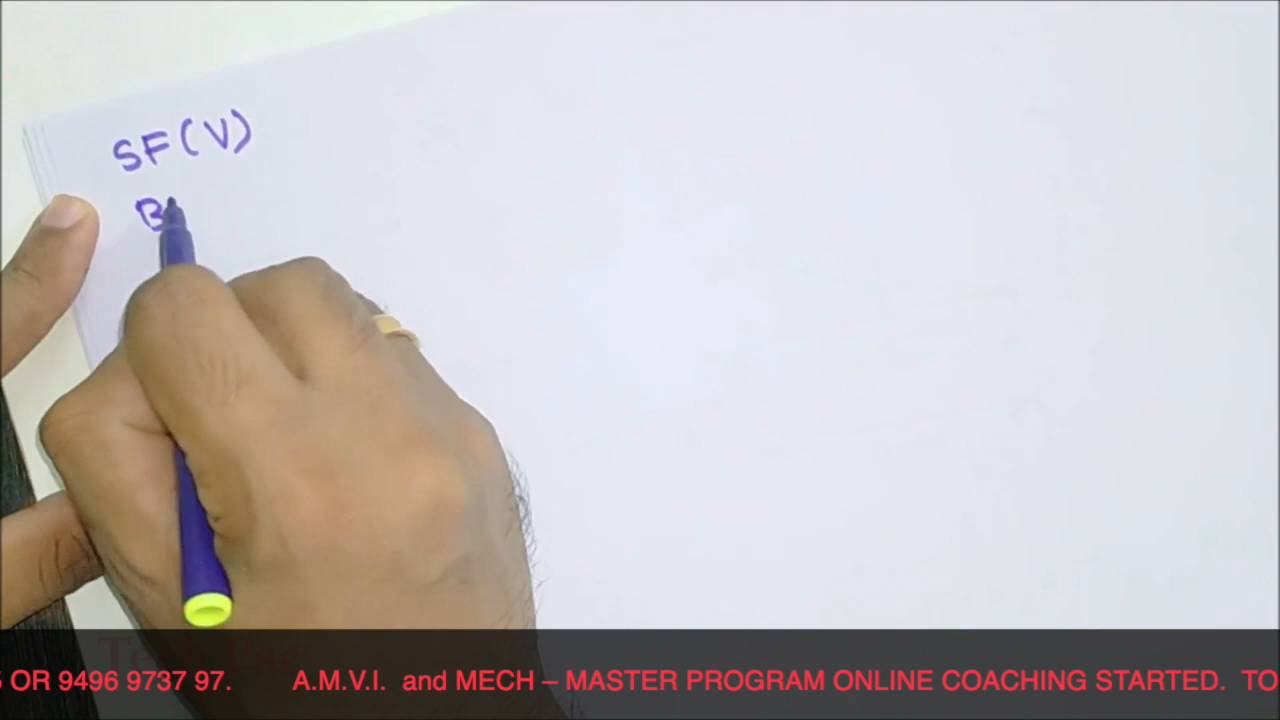 SF(V)
B
OR 9496 9737 97. A.M.V.I. and MECH – MASTER PROGRAM ONLINE COACHING STARTED. TO